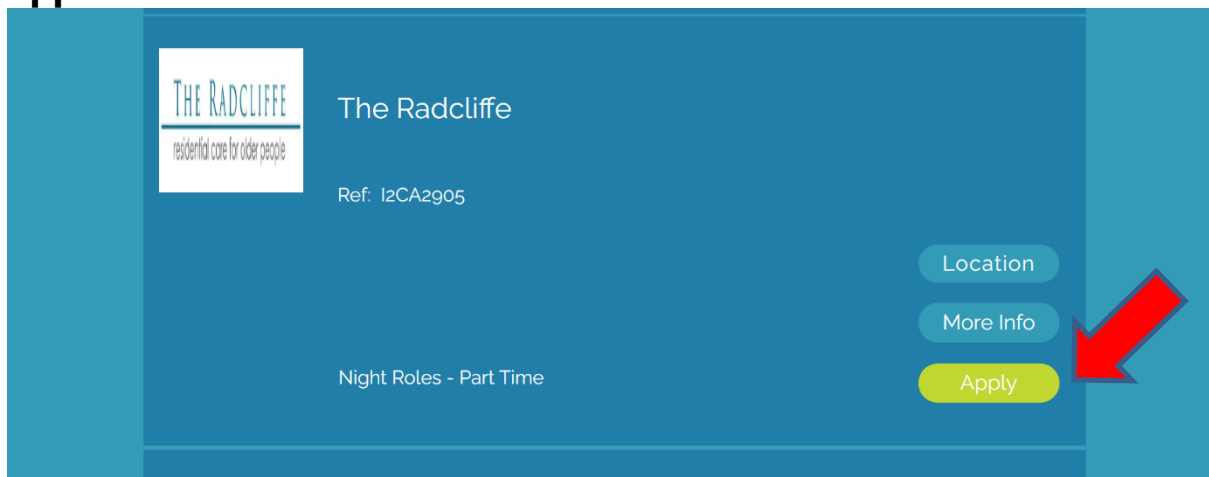 THE RADCLIFFE
residential care for older people
The Radcliffe
Ref: I2CA2905
Location
More Info
Night Roles - Part Time
Apply